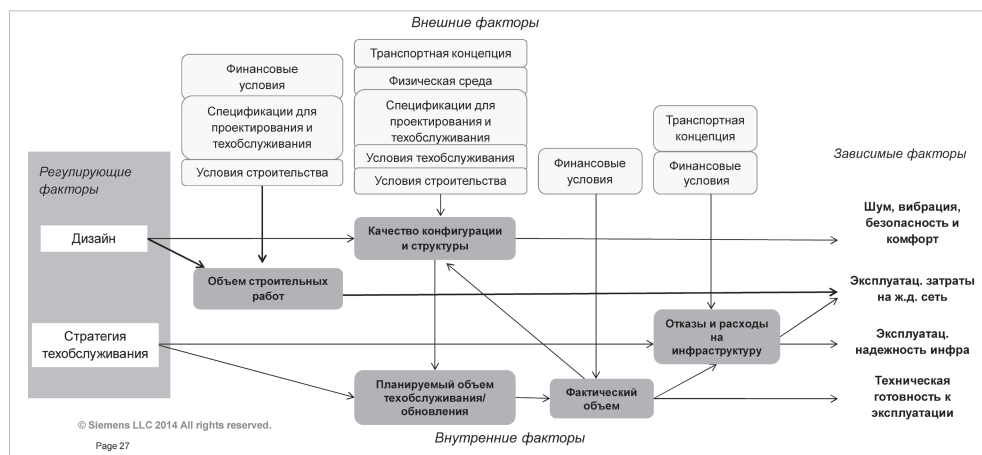 Внешние факторы
Финансовые
условия
Спецификации для
проектирования и
техобслуживания
Условия строительства
Транспортная концепция
Физическая среда
Спецификации для
проектирования и
техобслуживания
Условия техобслуживания
Условия строительства
Финансовые
условия
Транспортная
концепция
Финансовые
условия
Зависимые факторы
Регулирующие
факторы
Дизайн
Стратегия
техобслуживания
Качество конфигурации
и структуры
Объем строительных
работ
Отказы и расходы
на
инфраструктуру
Планируемый объем
техобслуживания/
обновления
Фактический
объем
Шум, вибрация,
безопасность и
комфорт
Эксплуатац. затраты
на ж.д. сеть
Эксплуатац.
надежность инфра
Техническая
готовность к
эксплуатации
Внутренние факторы
© Siemens LLC 2014 All rights reserved.
Page 27